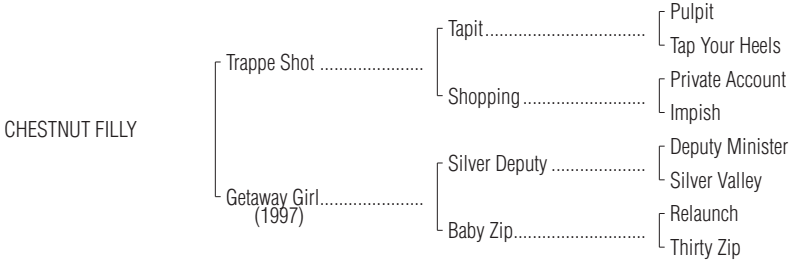 Pulpit
Tapit
Tap Your Heels
Trappe Shot
Private Account
Shopping
Impish
CHESTNUT FILLY
Deputy Minister
Silver Deputy
Silver Valley
Getaway Girl
(1997)
Relaunch
Baby Zip
Thirty Zip